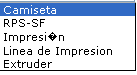 Camiseta
RPS-SF
Impresi�n
Linea de Impresion
Extruder